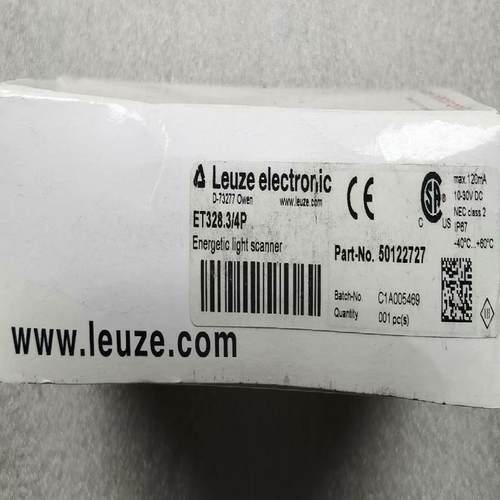 Leuze electronic
D-73277 Owen www.leuze.com
ET328.3/4P
Energetic light scanner
CE
Part-No. 50122727
Batch-No. C1A005469
Quantity 001 pc(s)
C US
max. 120mA
10-30V DC
NEC class 2
IP67
-40°C...+60°C
www.leuze.com